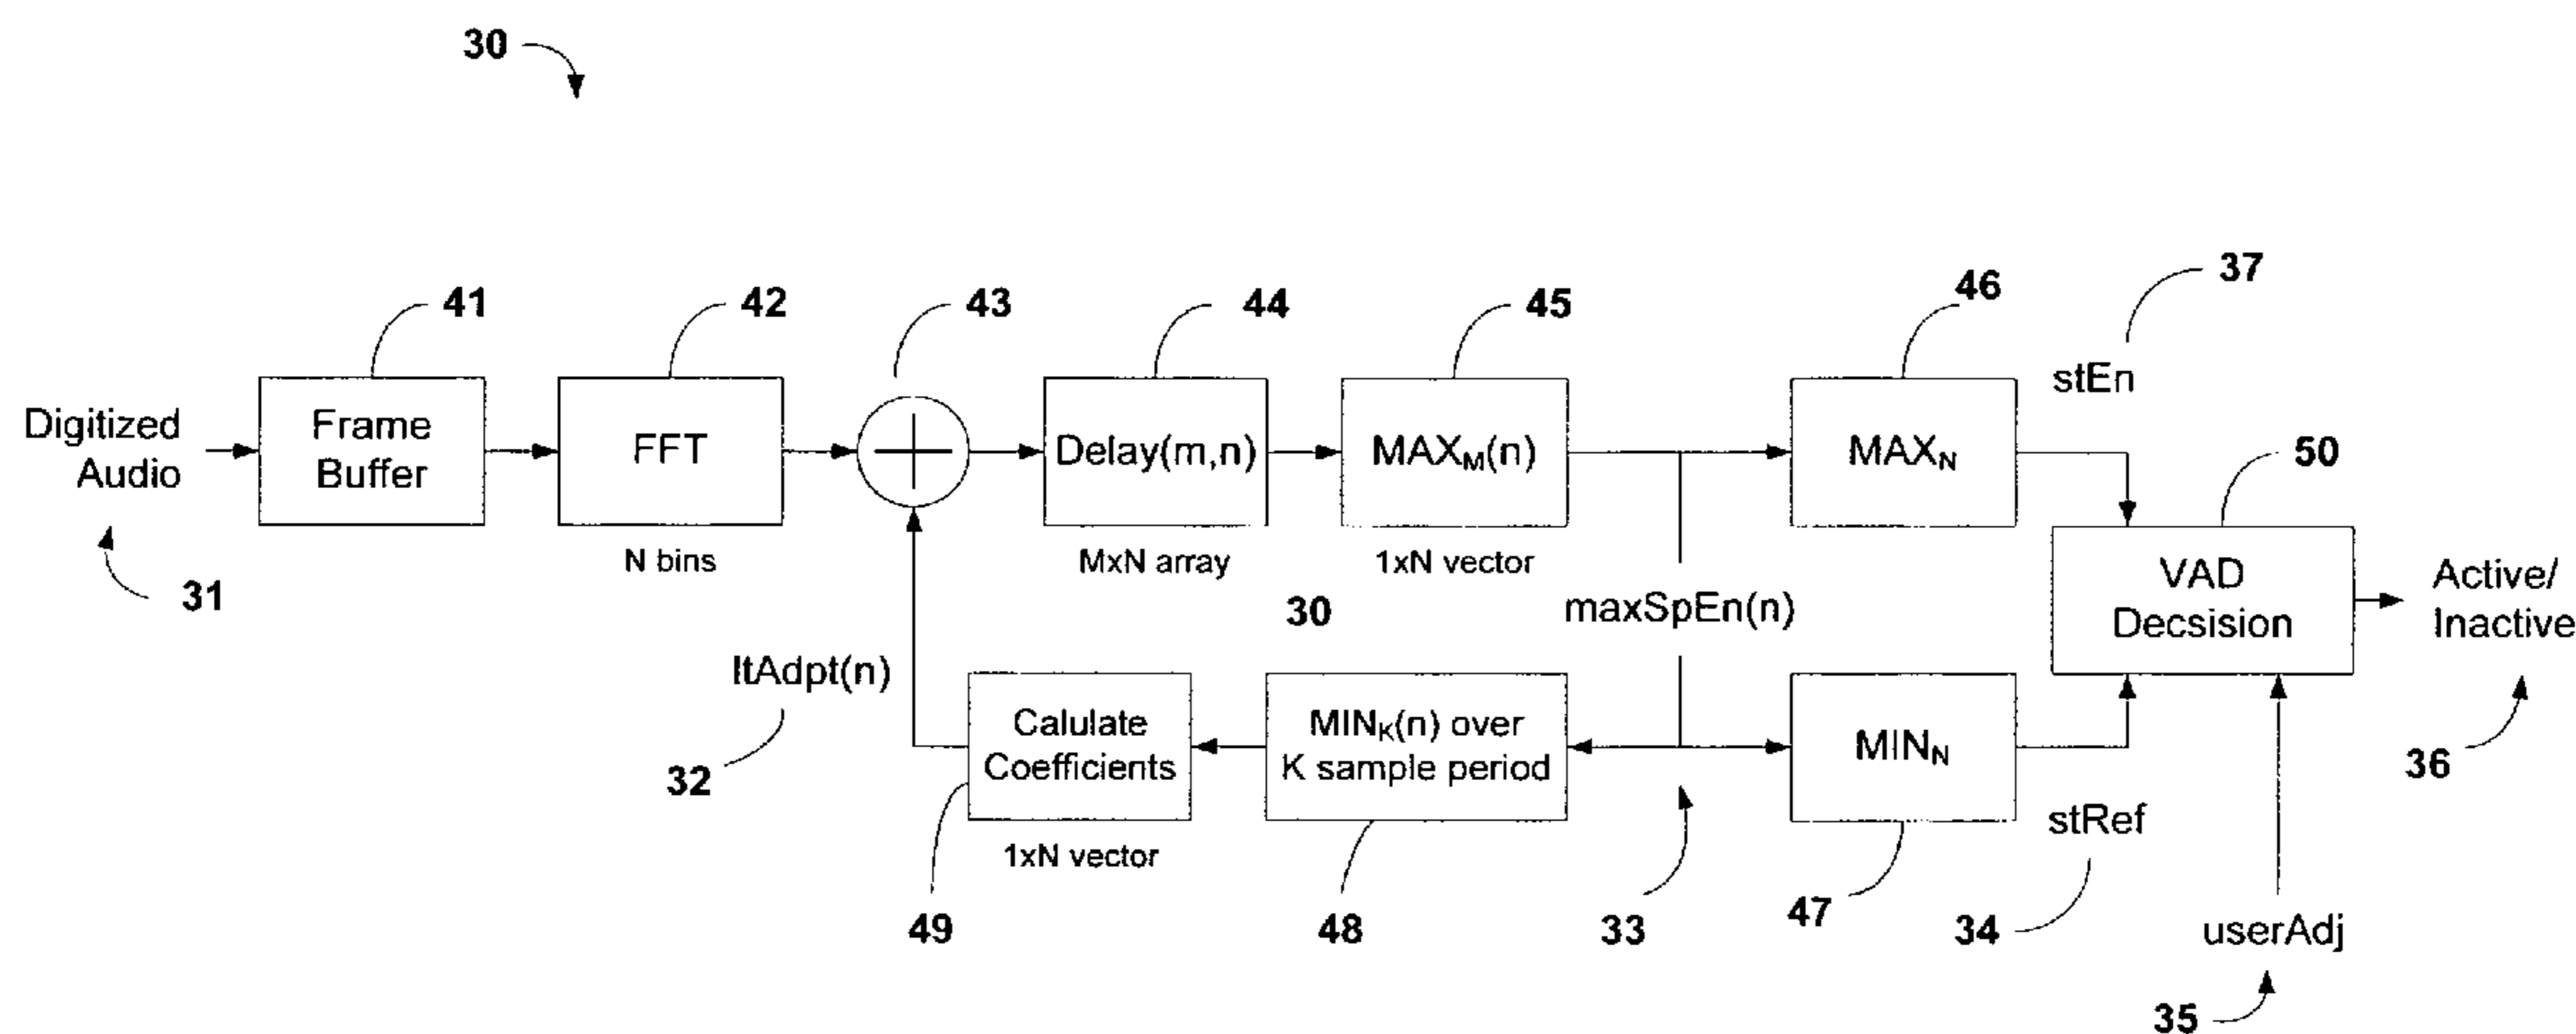 30
41
42
43
44
45
46
37
stEn
50
Digitized
Audio
Frame
Buffer
FFT
Delay(m,n)
MAXM(n)
MAXN
N bins
MxN array
1xN vector
31
30
maxSpEn(n)
VAD
Decsision
Active/
Inactive
ltAdpt(n)
32
Calulate
Coefficients
MINK(n) over
K sample period
MINN
36
1xN vector
stRef
49
48
33
47
34
userAdj
35